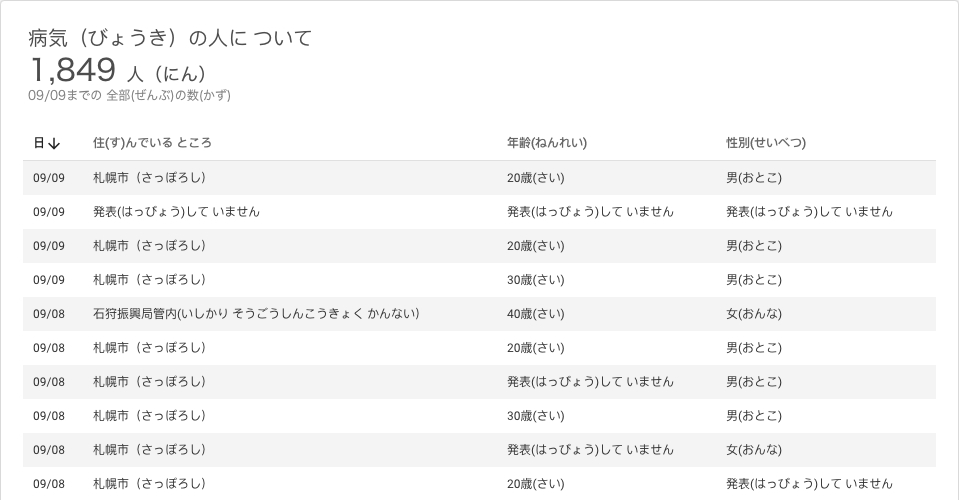 病気（びょうき）の人に ついて
1,849 人（にん）
09/09までの 全部(ぜんぶ)の数(かず)
日↓ 住(す)んでいる ところ 年齢(ねんれい) 性別(せいべつ)
09/09 札幌市（さっぽろし） 20歳(さい) 男(おとこ)
09/09 発表(はっぴょう)して いません 発表(はっぴょう)して いません 発表(はっぴょう)して いません
09/09 札幌市（さっぽろし） 20歳(さい) 男(おとこ)
09/09 札幌市（さっぽろし） 30歳(さい) 男(おとこ)
09/08 石狩振興局管内(いしかり そうごうしんこうきょく かんない） 40歳(さい) 女(おんな)
09/08 札幌市（さっぽろし） 20歳(さい) 男(おとこ)
09/08 札幌市（さっぽろし） 発表(はっぴょう)して いません 男(おとこ)
09/08 札幌市（さっぽろし） 30歳(さい) 男(おとこ)
09/08 札幌市（さっぽろし） 発表(はっぴょう)して いません 女(おんな)
09/08 札幌市（さっぽろし） 20歳(さい) 発表(はっぴょう)して いません